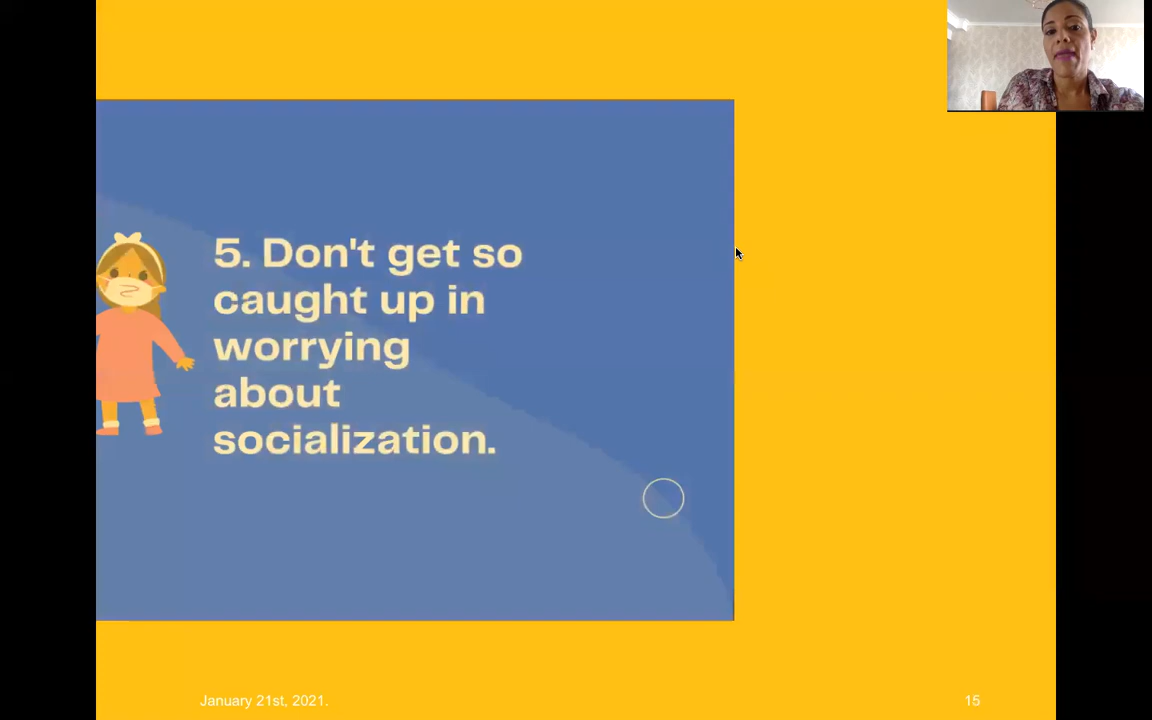 5. Don't get so
caught up in
worrying
about
socialization.
January 21st, 2021.
15